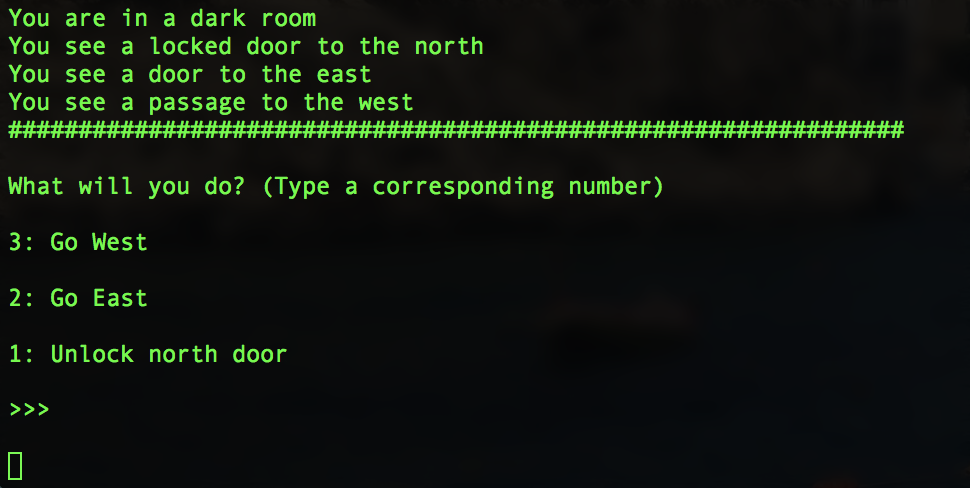 You are in a dark room
You see a locked door to the north
You see a door to the east
You see a passage to the west
################################################################
What will you do? (Type a corresponding number)
3: Go West
2: Go East
1: Unlock north door
>>>